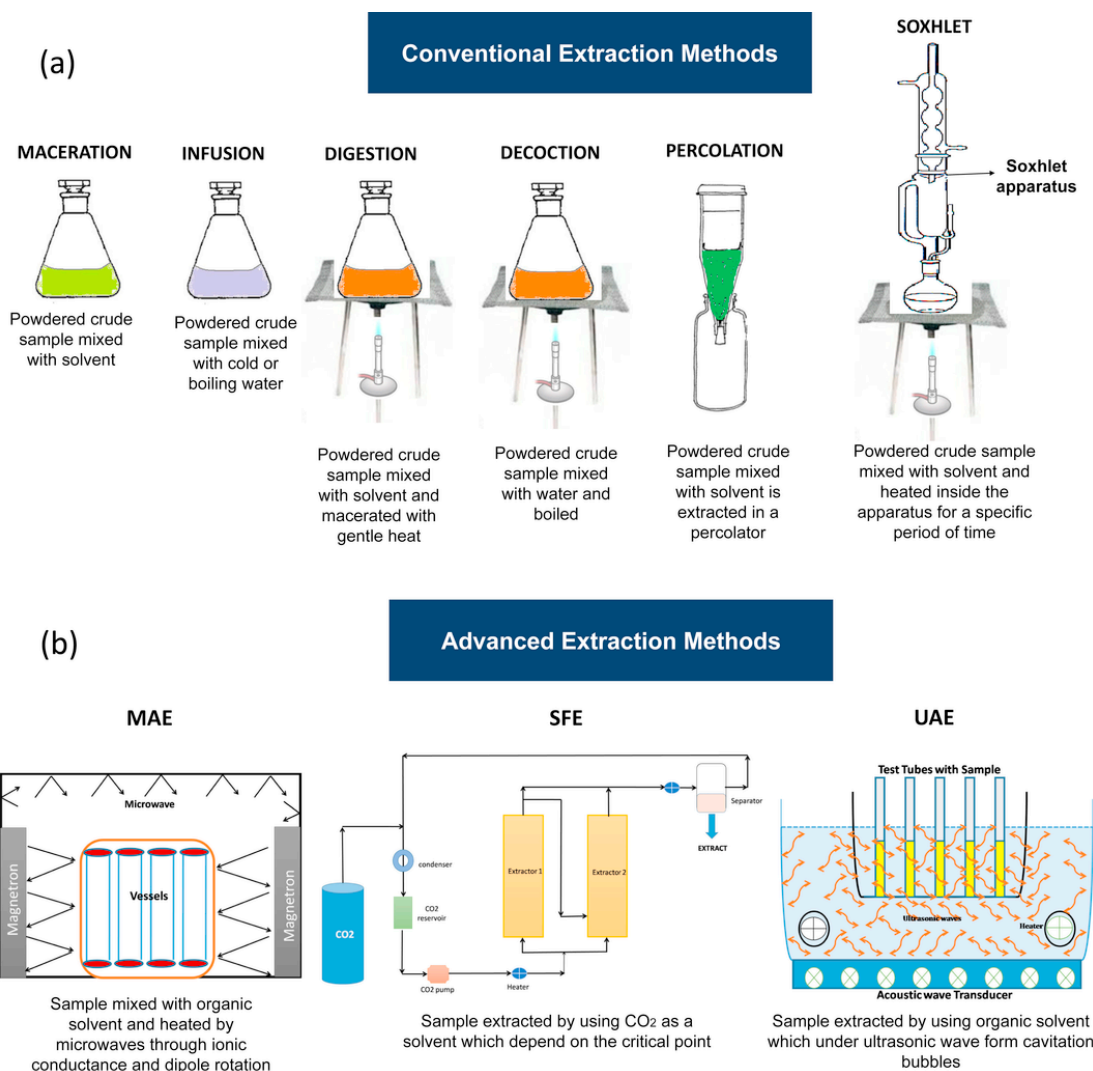 (a)
Conventional Extraction Methods
SOXHLET
MACERATION
INFUSION
DIGESTION
DECOCTION
PERCOLATION
Soxhlet
apparatus
Powdered crude
sample mixed
with solvent
Powdered crude
sample mixed
with cold or
boiling water
Powdered crude
sample mixed
with solvent and
macerated with
gentle heat
Powdered crude
sample mixed
with water and
boiled
Powdered crude
sample mixed
with solvent is
extracted in a
percolator
Powdered crude sample
mixed with solvent and
heated inside the
apparatus for a specific
period of time
(b)
Advanced Extraction Methods
MAE
Microwave
Magnetron
Vessels
Magnetron
Sample mixed with organic
solvent and heated by
microwaves through ionic
conductance and dipole rotation
SFE
CO2
condenser
CO2
reservoir
CO2 pump
Heater
Extractor 1
Extractor 2
Separator
EXTRACT
Sample extracted by using CO₂ as a
solvent which depend on the critical point
UAE
Test Tubes with Sample
Ultrasonic waves
Heater
Acoustic wave Transducer
Sample extracted by using organic solvent
which under ultrasonic wave form cavitation
bubbles